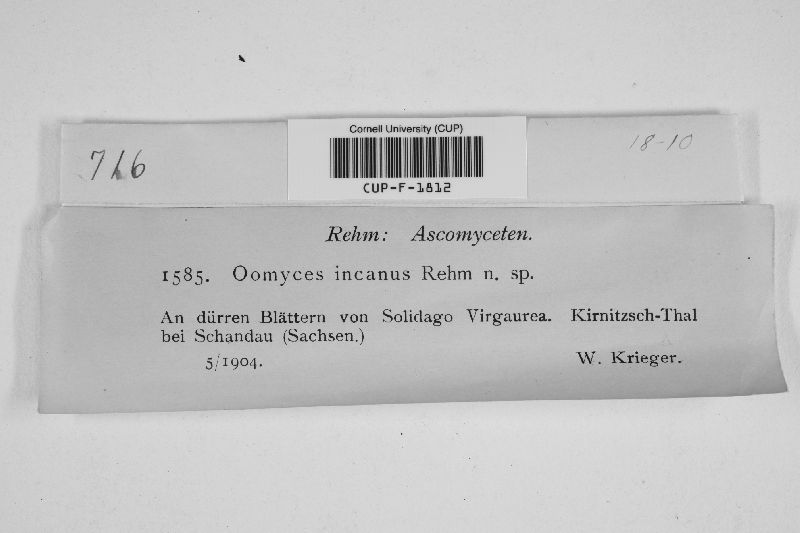 Cornell University (CUP)
CUP-F-1812
716
18-10
Rehm: Ascomyceten.
1585. Oomyces incanus Rehm n. sp.
An dürren Blättern von Solidago Virgaurea. Kirnitzsch-Thal
bei Schandau (Sachsen.)
5/1904. W. Krieger.